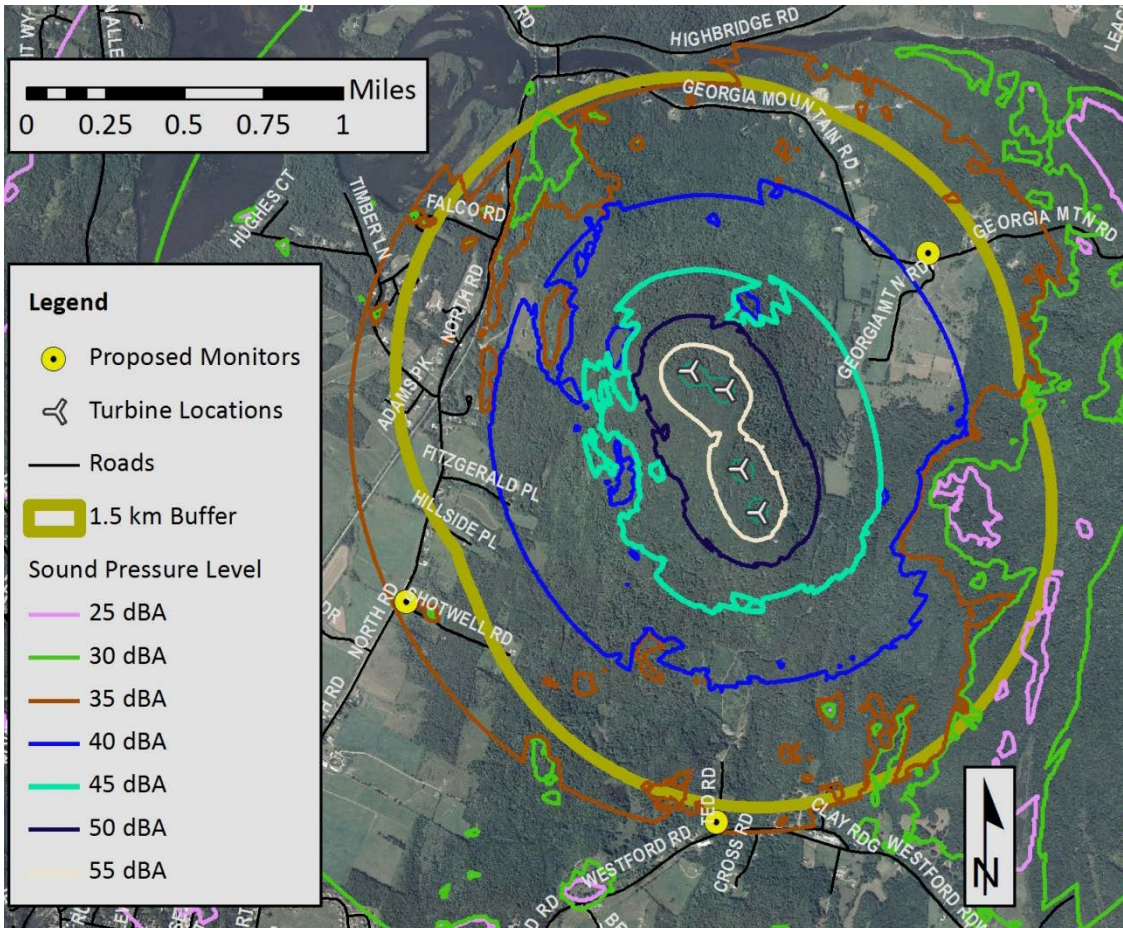 HIGHBRIDGE RD
RD
Miles
0 0.25 0.5 0.75 1
GEORGIA MOUNTAIN RD
HUGHES CT
TIMBER LN
FALCO RD
NORTH RD
GEORGIA MTN RD
GEORGIA MTN RD
ADAMS PK
FITZGERALD PL
HILLSIDE PL
SHOTWELL RD
NORTH RD
TED RD
CROSS RD
WESTFORD RD
CLAY RDG
WESTFORD RD
Legend
Proposed Monitors
Turbine Locations
Roads
1.5 km Buffer
Sound Pressure Level
25 dBA
30 dBA
35 dBA
40 dBA
45 dBA
50 dBA
55 dBA
N